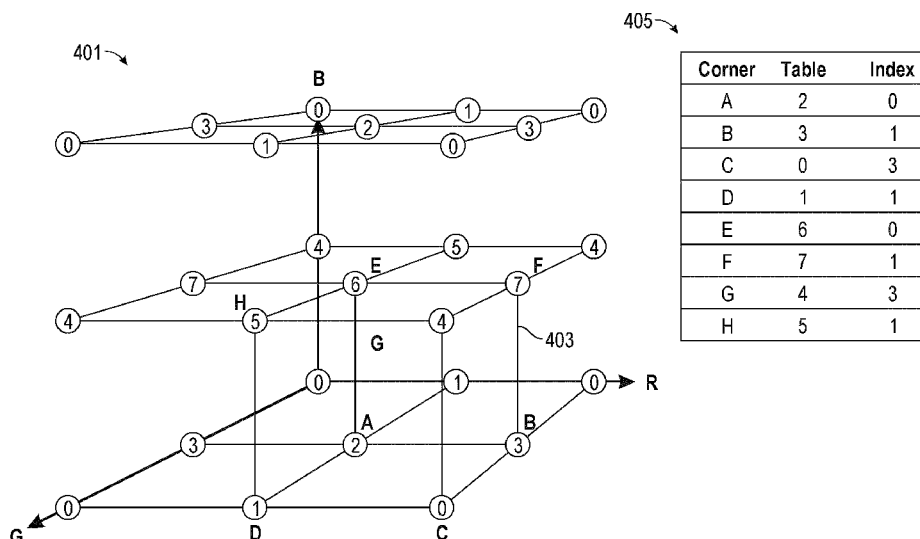 405
401
Corner Table Index
A 2 0
B 3 1
C 0 3
D 1 1
E 6 0
F 7 1
G 4 3
H 5 1
B
0 1 0
3 2 3
0 1 0
4 5 4
E F
7 6 7
H
4 5 4
G
403
0 1 0 R
A B
3 2 3
0 1 0
G D C